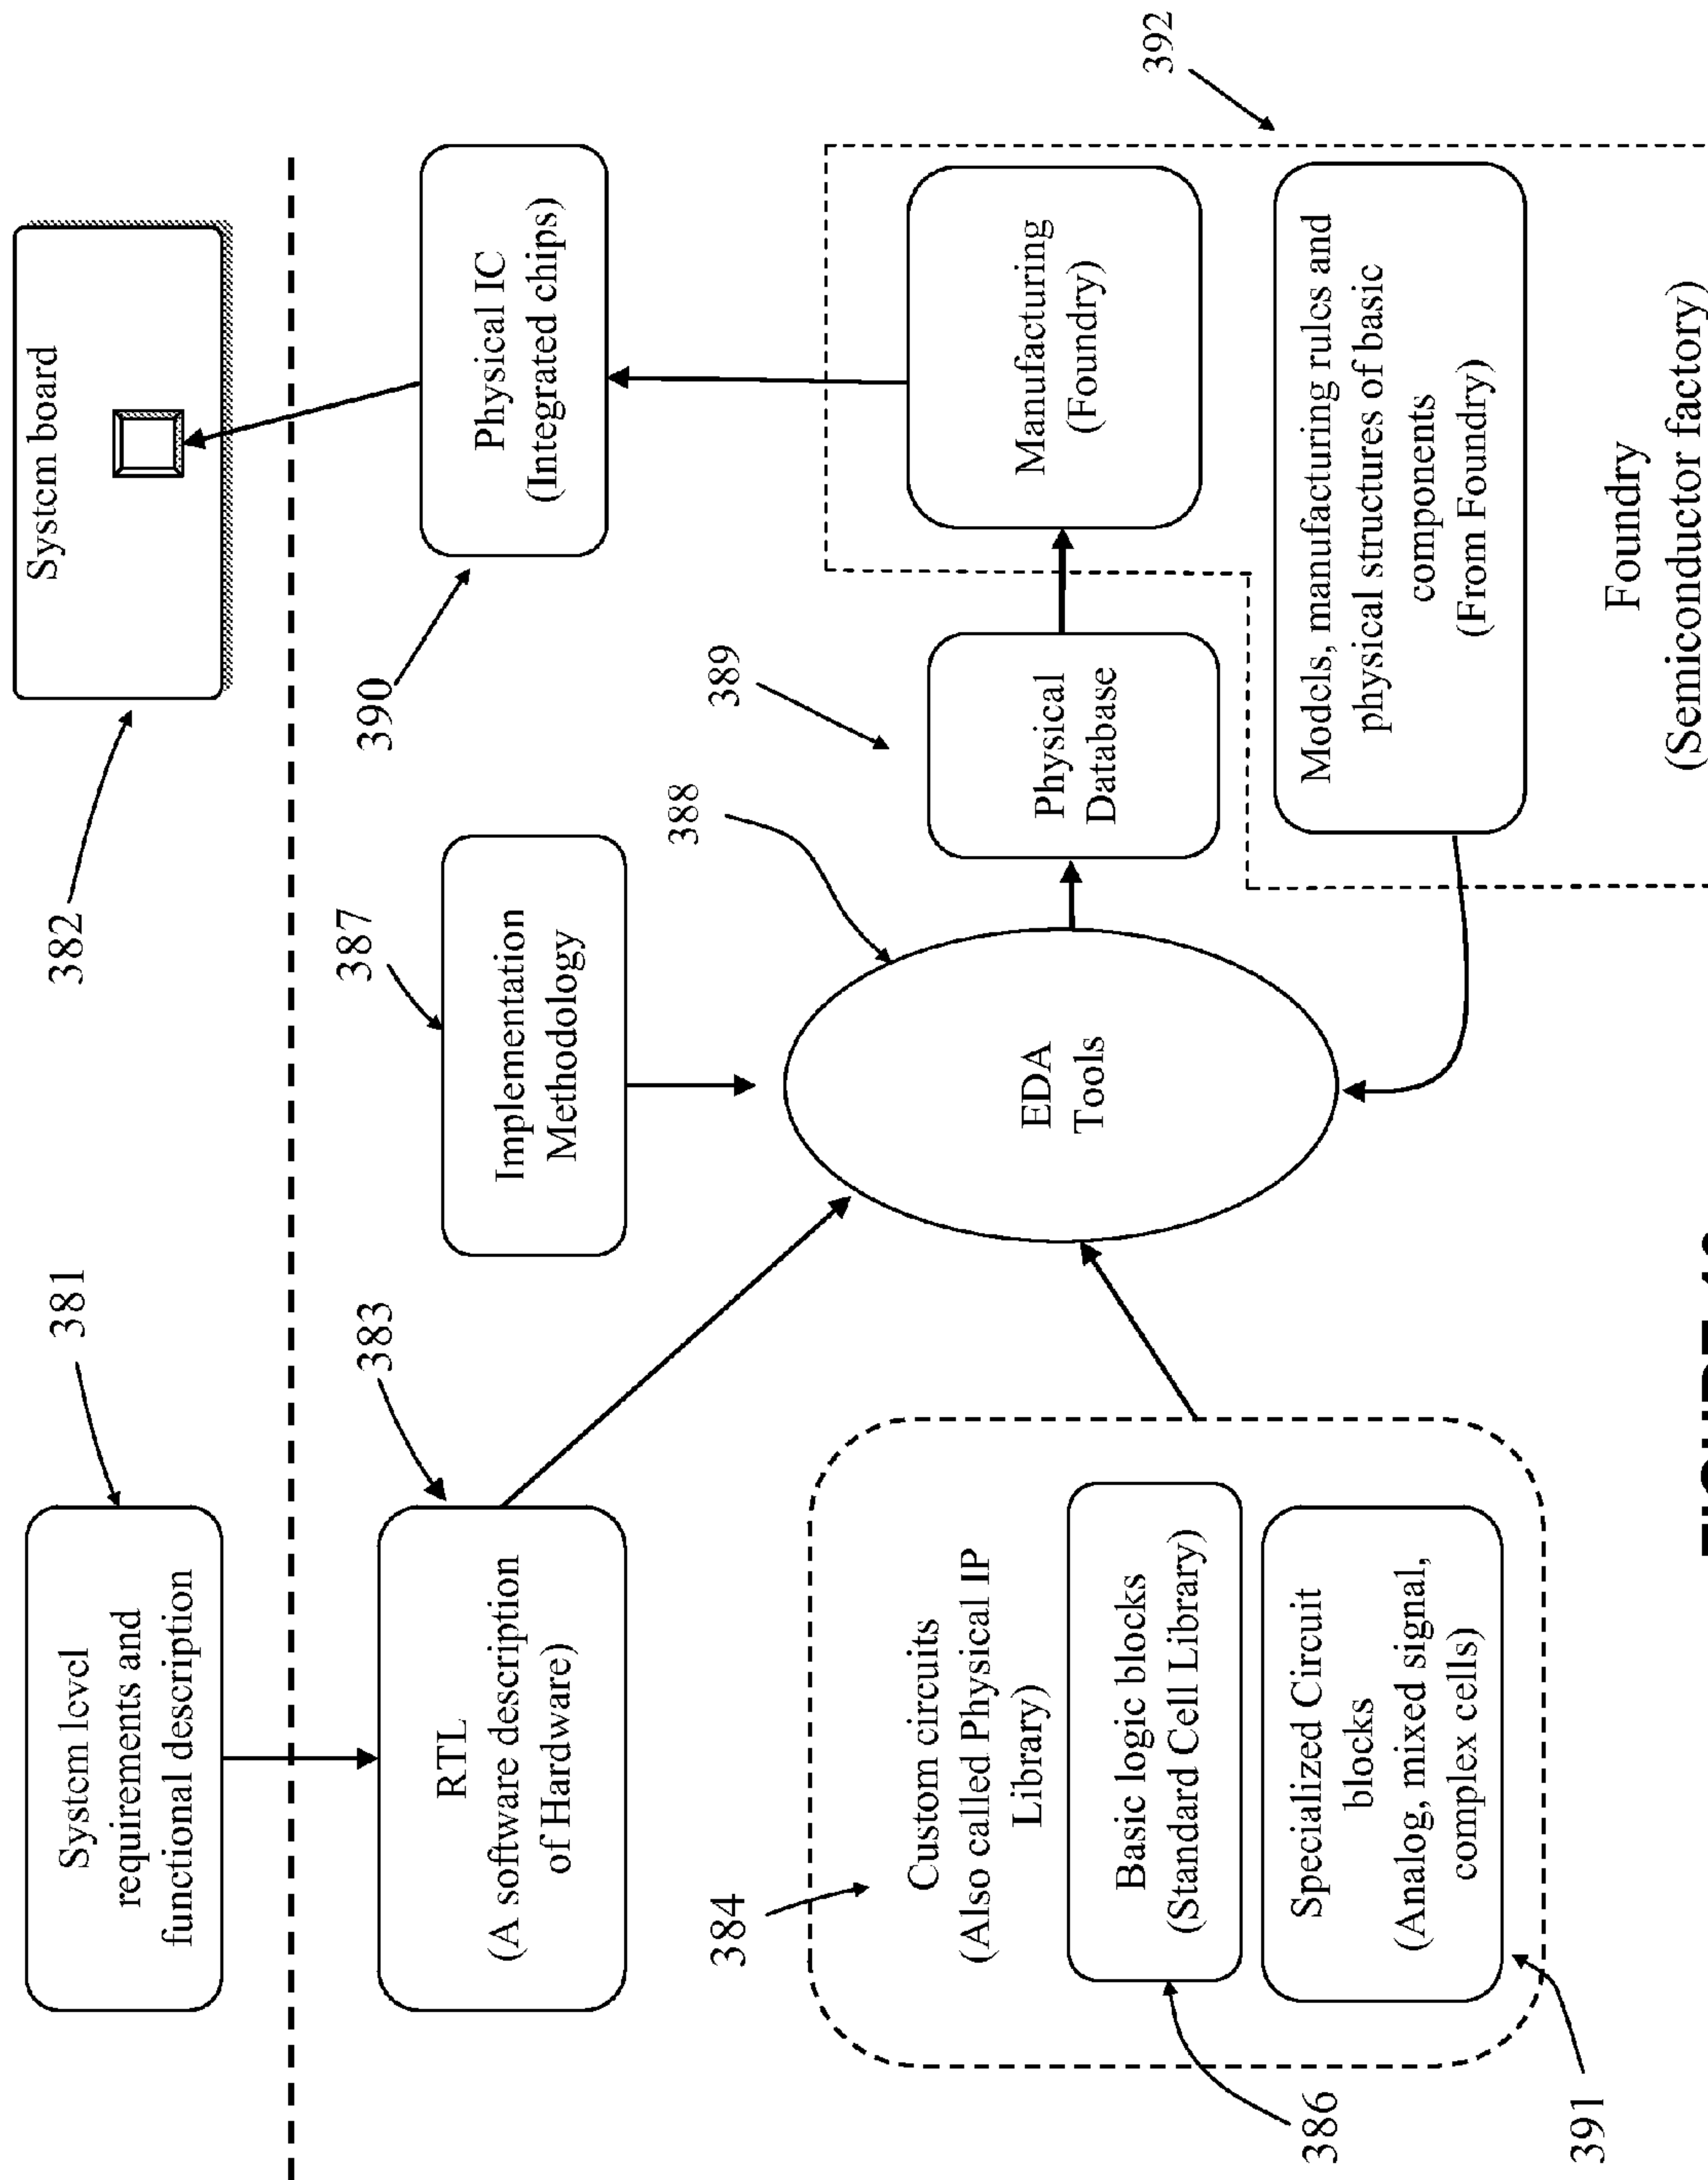 System level
requirements and
functional description
381
System board
382
RTL
(A software description
of Hardware)
383
Implementation
Methodology
387
Physical IC
(Integrated chips)
390
384
Custom circuits
(Also called Physical IP
Library)
Basic logic blocks
(Standard Cell Library)
386
Specialized Circuit
blocks
(Analog, mixed signal,
complex cells)
391
EDA
Tools
388
Physical
Database
389
Manufacturing
(Foundry)
392
Models, manufacturing rules and
physical structures of basic
components
(From Foundry)
Foundry
(Semiconductor factory)
FIGURE